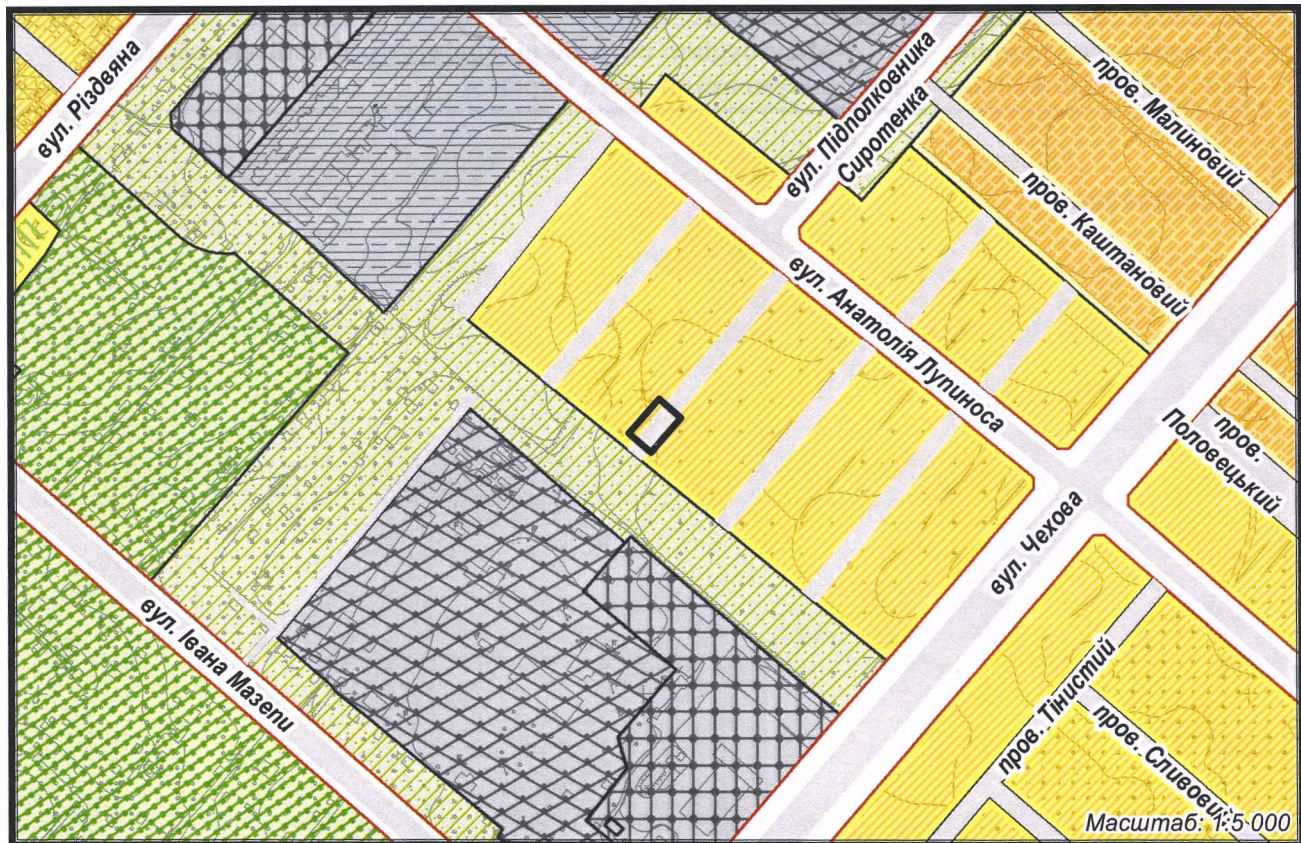 вул. Різдвяна
вул. Підполковника
Сиротенка
пров. Малиновий
пров. Каштановий
вул. Анатолія Лупиноса
пров.
Половецький
вул. Чехова
вул. Івана Мазепи
пров. Тінистий
пров. Сливовий
Масштаб: 1:5 000